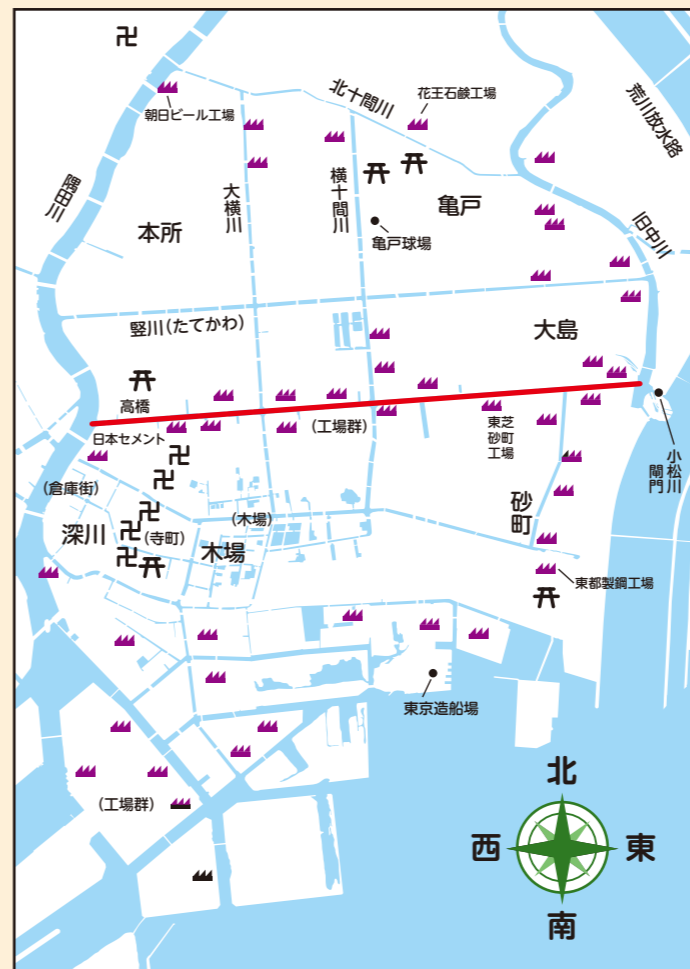 朝日ビール工場
北十間川
花王石鹸工場
荒川放水路
隅田川
大横川
横十間川
本所
亀戸
亀戸球場
旧中川
竪川(たてかわ)
大島
高橋
日本セメント
(工場群)
東芝
砂町
工場
小松川
閘門
(倉庫街)
深川
(寺町)
(木場)
木場
砂町
東都製鋼工場
東京造船場
(工場群)
北
西
東
南